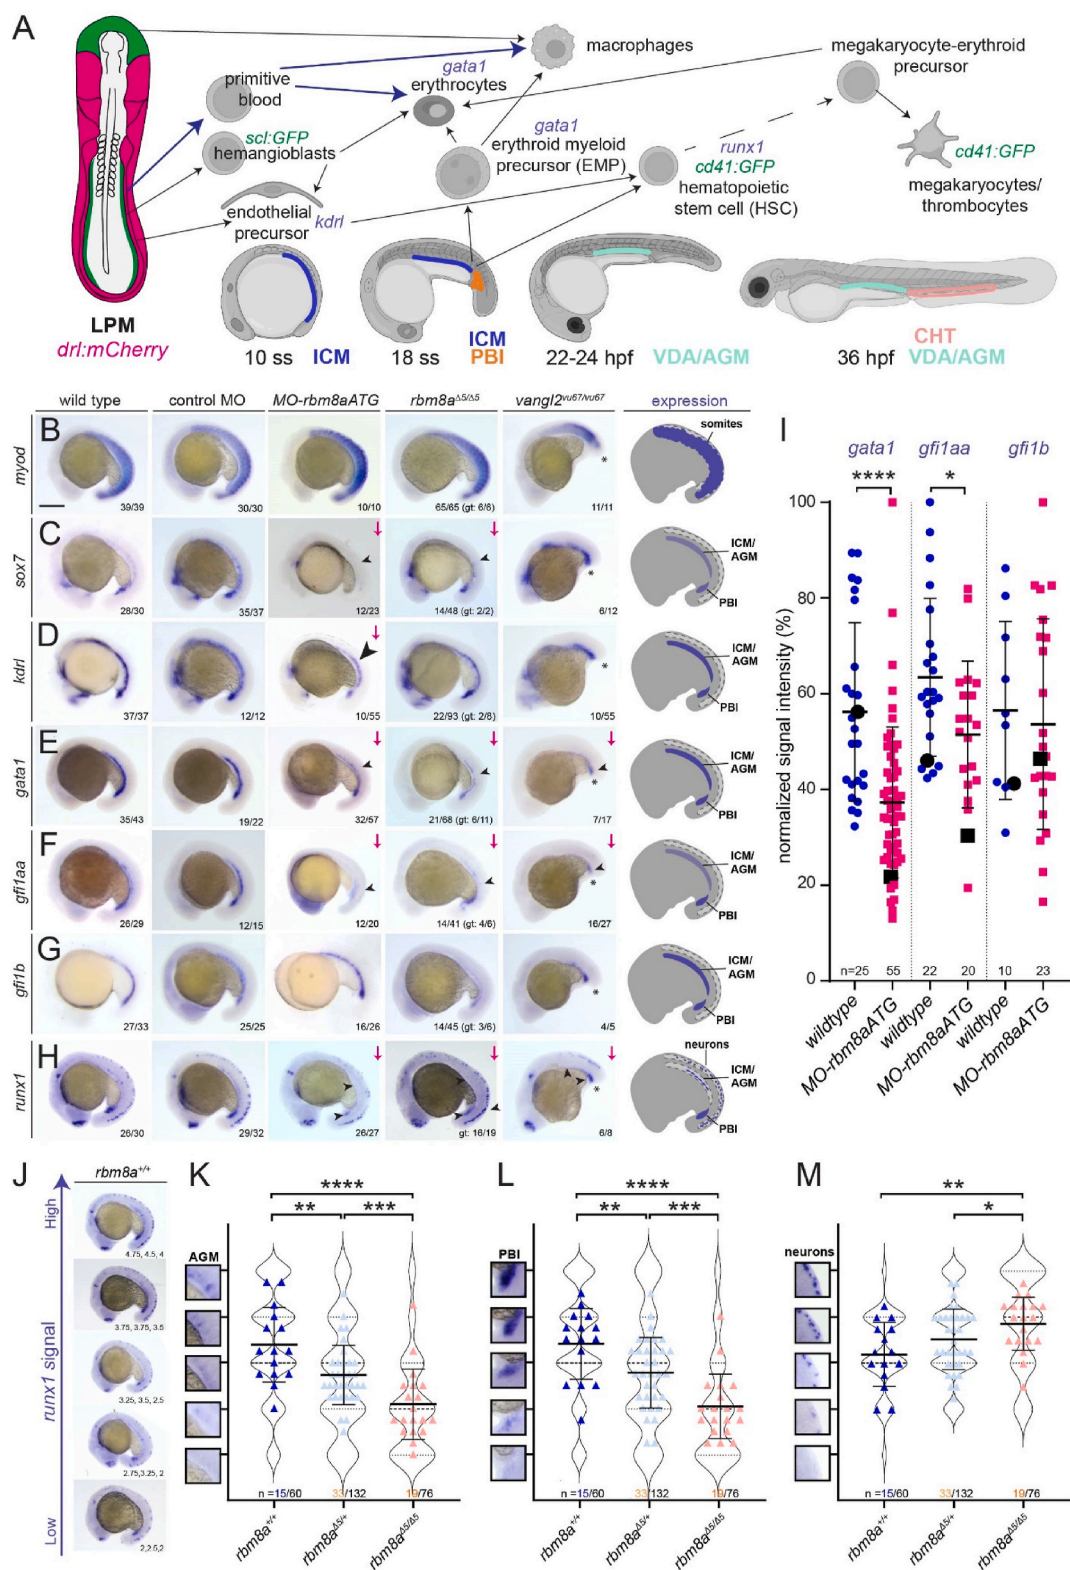 A
macrophages
megakaryocyte-erythroid
precursor
primitive
blood
gata1
erythrocytes
scl:GFP
hemangioblasts
gata1
erythroid myeloid
precursor (EMP)
runx1
cd41:GFP
hematopoietic
stem cell (HSC)
cd41:GFP
megakaryocytes/
thrombocytes
endothelial
precursor
kdrl
LPM
drl:mCherry
10 ss ICM
18 ss ICM
PBI
22-24 hpf VDA/AGM
36 hpf CHT
VDA/AGM
wild type
control MO
MO-rbm8aATG
rbm8aΔ5/Δ5
vangl2vu67/vu67
expression
B
myod
39/39
30/30
10/10
65/65 (gt: 6/6)
*
11/11
somites
C
sox7
28/30
35/37
12/23
14/48 (gt: 2/2)
*
6/12
ICM/
AGM
PBI
D
kdrl
37/37
12/12
10/55
22/93 (gt: 2/8)
*
10/55
ICM/
AGM
PBI
E
gata1
35/43
19/22
32/57
21/68 (gt: 6/11)
*
7/17
ICM/
AGM
PBI
F
gfi1aa
26/29
12/15
12/20
14/41 (gt: 4/6)
*
16/27
ICM/
AGM
PBI
G
gfi1b
27/33
25/25
16/26
14/45 (gt: 3/6)
*
4/5
ICM/
AGM
PBI
H
runx1
26/30
29/32
26/27
gt: 16/19
*
6/8
neurons
ICM/
AGM
PBI
I
gata1
gfi1aa
gfi1b
****
*
normalized signal intensity (%)
100
80
60
40
20
0
n=25
55
22
20
10
23
wildtype
MO-rbm8aATG
wildtype
MO-rbm8aATG
wildtype
MO-rbm8aATG
J
rbm8a+/+
High
runx1 signal
Low
4.75, 4.5, 4
3.75, 3.75, 3.5
3.25, 3.5, 2.5
2.75,3.25, 2
K
****
**
***
AGM
n =15/60
33/132
19/76
rbm8a+/+
rbm8aΔ5/+
rbm8aΔ5/Δ5
L
****
**
***
PBI
n =15/60
33/132
19/76
rbm8a+/+
rbm8aΔ5/+
rbm8aΔ5/Δ5
M
**
*
neurons
n =15/60
33/132
19/76
rbm8a+/+
rbm8aΔ5/+
rbm8aΔ5/Δ5